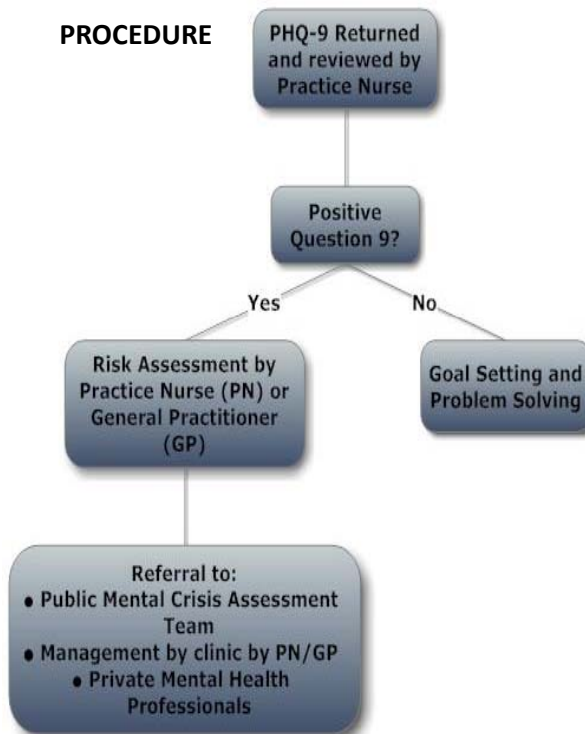 PROCEDURE
PHQ-9 Returned
and reviewed by
Practice Nurse
Positive
Question 9?
Yes
No
Risk Assessment by
Practice Nurse (PN) or
General Practitioner
(GP)
Goal Setting and
Problem Solving
Referral to:
● Public Mental Crisis Assessment
Team
● Management by clinic by PN/GP
● Private Mental Health
Professionals